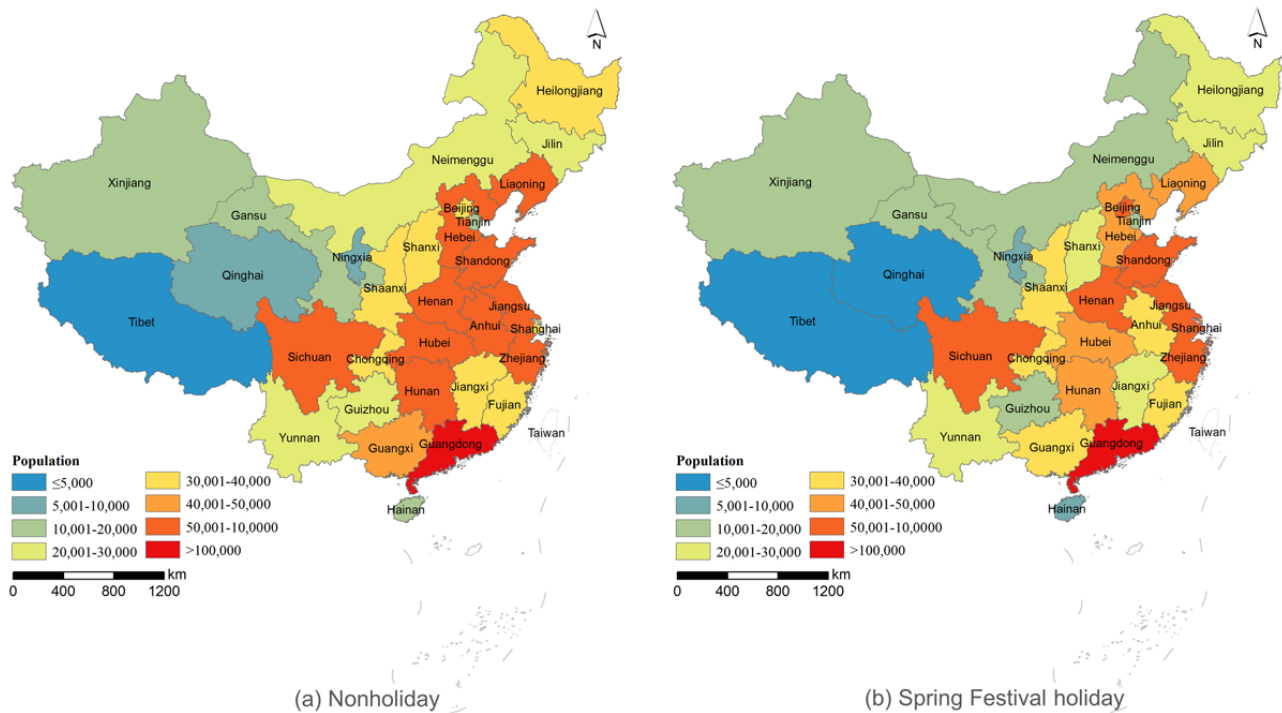 N
Heilongjiang
Jilin
Neimenggu
Liaoning
Xinjiang
Gansu
Beijing
Tianjin
Hebei
Shanxi
Ningxia
Shandong
Qinghai
Shaanxi
Henan
Jiangsu
Tibet
Anhui
Shanghai
Hubei
Sichuan
Chongqing
Zhejiang
Hunan
Jiangxi
Guizhou
Fujian
Yunnan
Guangxi
Guangdong
Taiwan
Hainan
Population
≤5,000
5,001-10,000
10,001-20,000
20,001-30,000
30,001-40,000
40,001-50,000
50,001-10,0000
>100,000
km
0 400 800 1200
(a) Nonholiday
N
Heilongjiang
Jilin
Neimenggu
Liaoning
Xinjiang
Gansu
Beijing
Tianjin
Hebei
Shanxi
Ningxia
Shandong
Qinghai
Shaanxi
Henan
Jiangsu
Tibet
Anhui
Shanghai
Hubei
Sichuan
Chongqing
Zhejiang
Hunan
Jiangxi
Guizhou
Fujian
Yunnan
Guangxi
Guangdong
Taiwan
Hainan
Population
≤5,000
5,001-10,000
10,001-20,000
20,001-30,000
30,001-40,000
40,001-50,000
50,001-10,0000
>100,000
km
0 400 800 1200
(b) Spring Festival holiday